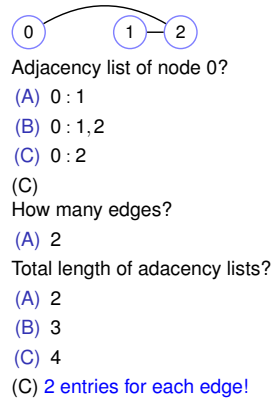 0 1 2
Adjacency list of node 0?
(A) 0 : 1
(B) 0 : 1, 2
(C) 0 : 2
(C)
How many edges?
(A) 2
Total length of adacency lists?
(A) 2
(B) 3
(C) 4
(C) 2 entries for each edge!